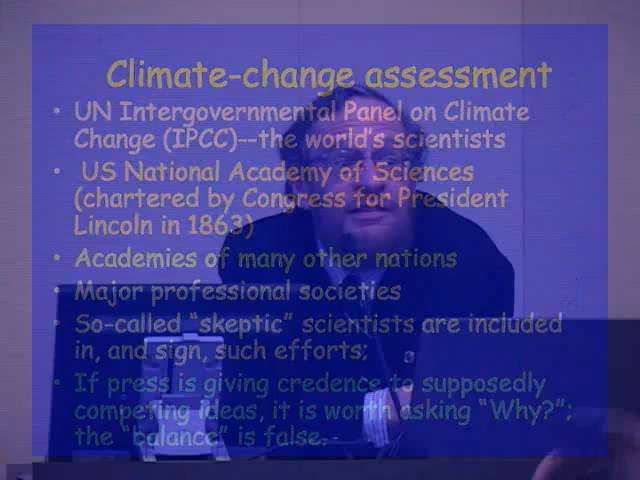 Climate-change assessment
• UN Intergovernmental Panel on Climate
Change (IPCC)--the world's scientists
• US National Academy of Sciences
(chartered by Congress for President
Lincoln in 1863)
• Academies of many other nations
• Major professional societies
• So-called "skeptic" scientists are included
in, and sign, such efforts;
• If press is giving credence to supposedly
competing ideas, it is worth asking "Why?";
the "balance" is false.